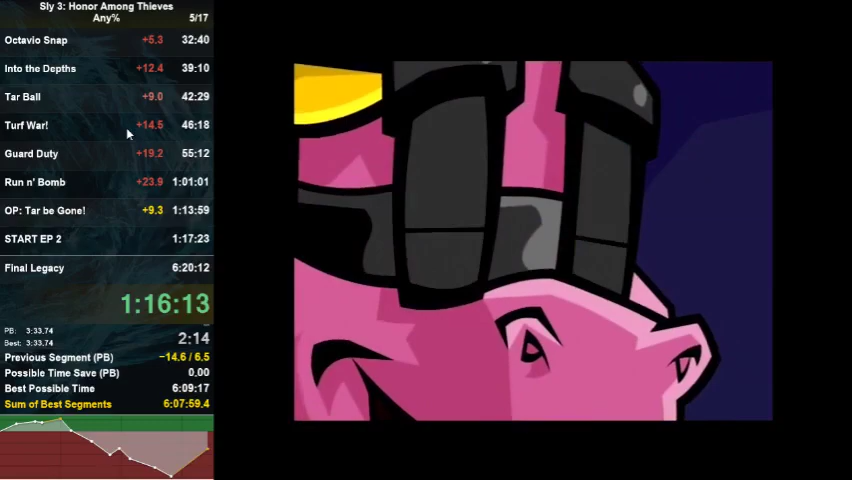 Sly 3: Honor Among Thieves
Any% 5/17
Octavio Snap +5.3 32:40
Into the Depths +12.4 39:10
Tar Ball +9.0 42:29
Turf War! +14.5 46:18
Guard Duty +19.2 55:12
Run n' Bomb +23.9 1:01:01
OP: Tar be Gone! +9.3 1:13:59
START EP 2 1:17:23
Final Legacy 6:20:12
1:16:13
PB: 3:33.74
Best: 3:33.74
2:14
Previous Segment (PB) −14.6 / 6.5
Possible Time Save (PB) 0.00
Best Possible Time 6:09:17
Sum of Best Segments 6:07:59.4